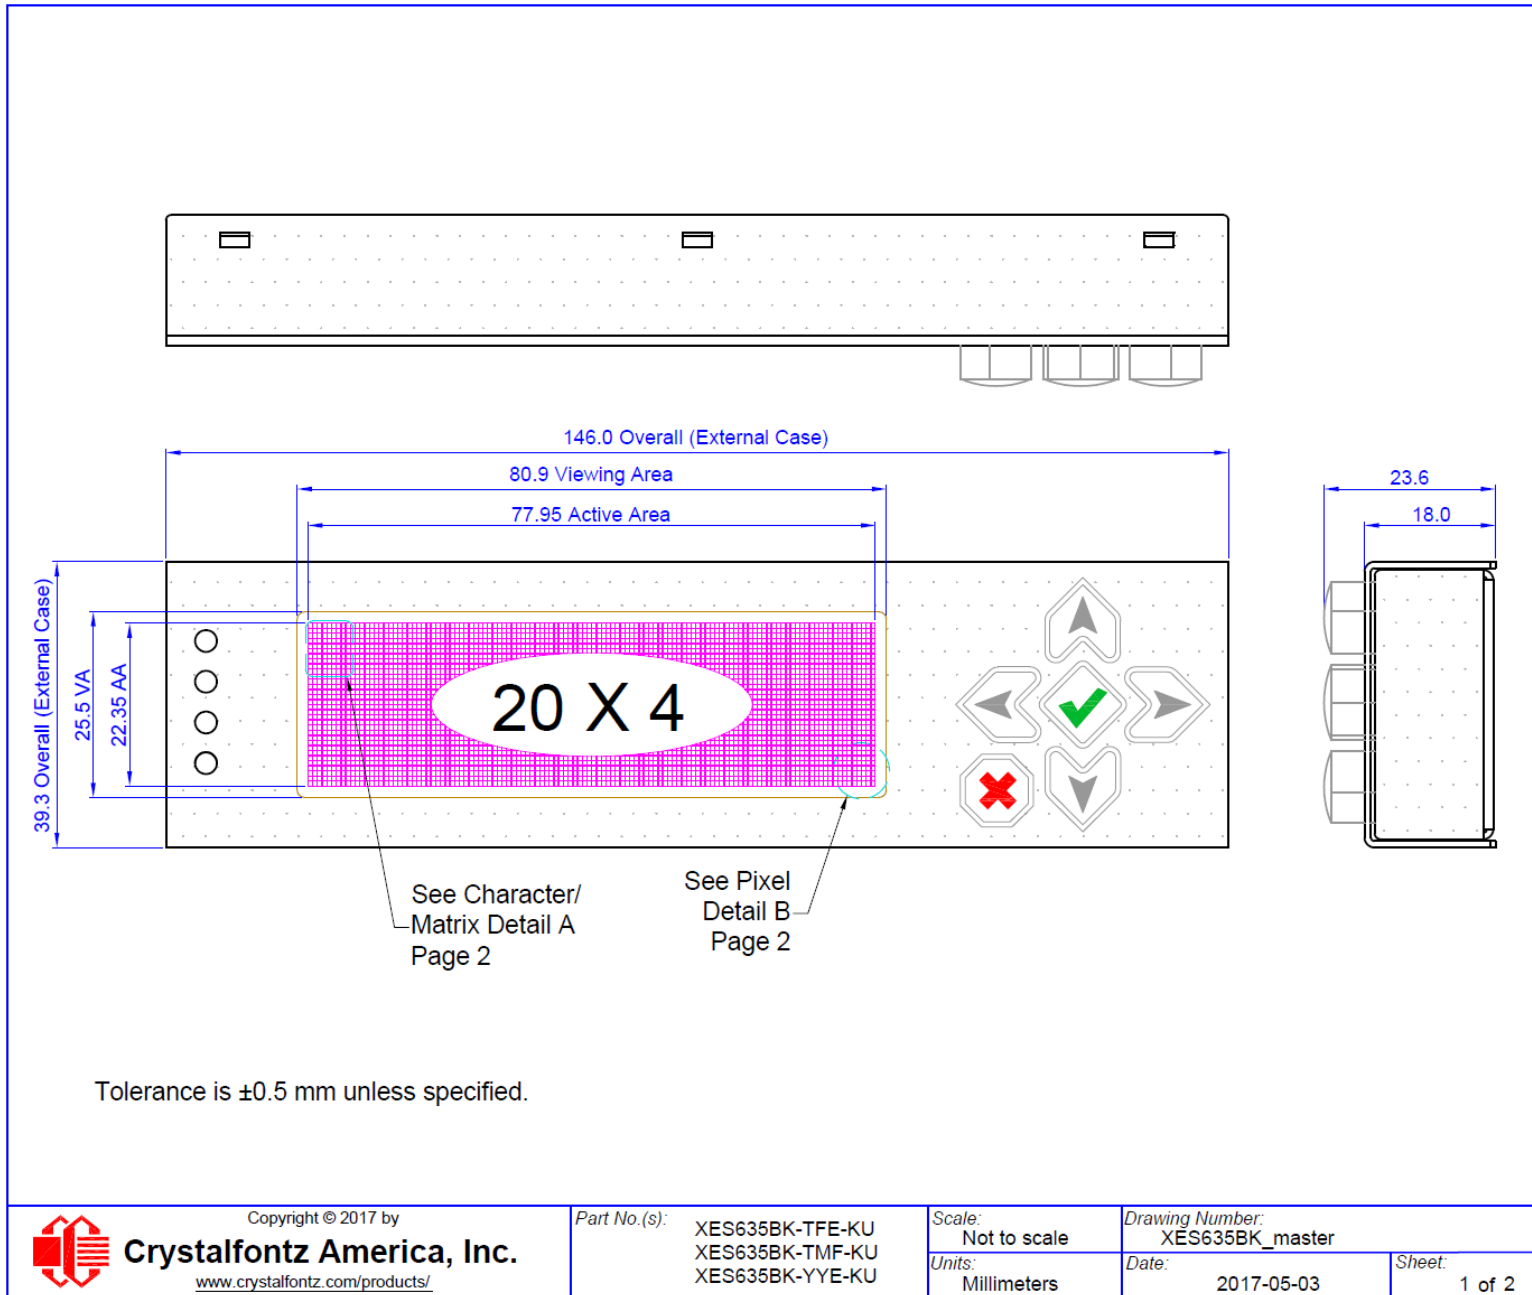 146.0 Overall (External Case)
80.9 Viewing Area
77.95 Active Area
23.6
18.0
39.3 Overall (External Case)
25.5 VA
22.35 AA
20 X 4
See Character/
Matrix Detail A
Page 2
See Pixel
Detail B
Page 2
Tolerance is ±0.5 mm unless specified.
Copyright © 2017 by
Crystalfontz America, Inc.
www.crystalfontz.com/products/
Part No.(s):
XES635BK-TFE-KU
XES635BK-TMF-KU
XES635BK-YYE-KU
Scale:
Not to scale
Units:
Millimeters
Drawing Number:
XES635BK_master
Date:
2017-05-03
Sheet:
1 of 2